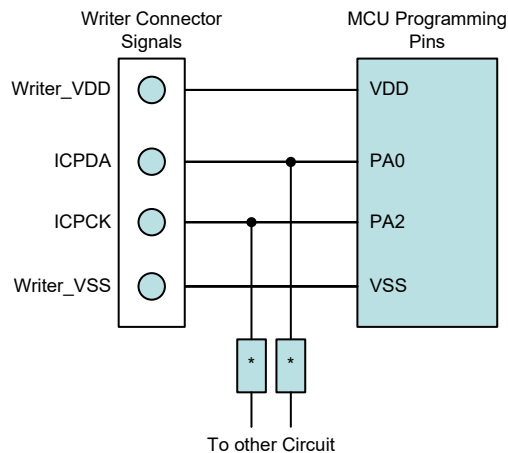 Writer Connector
Signals
MCU Programming
Pins
Writer_VDD
VDD
ICPDA
PA0
ICPCK
PA2
Writer_VSS
VSS
*
*
To other Circuit